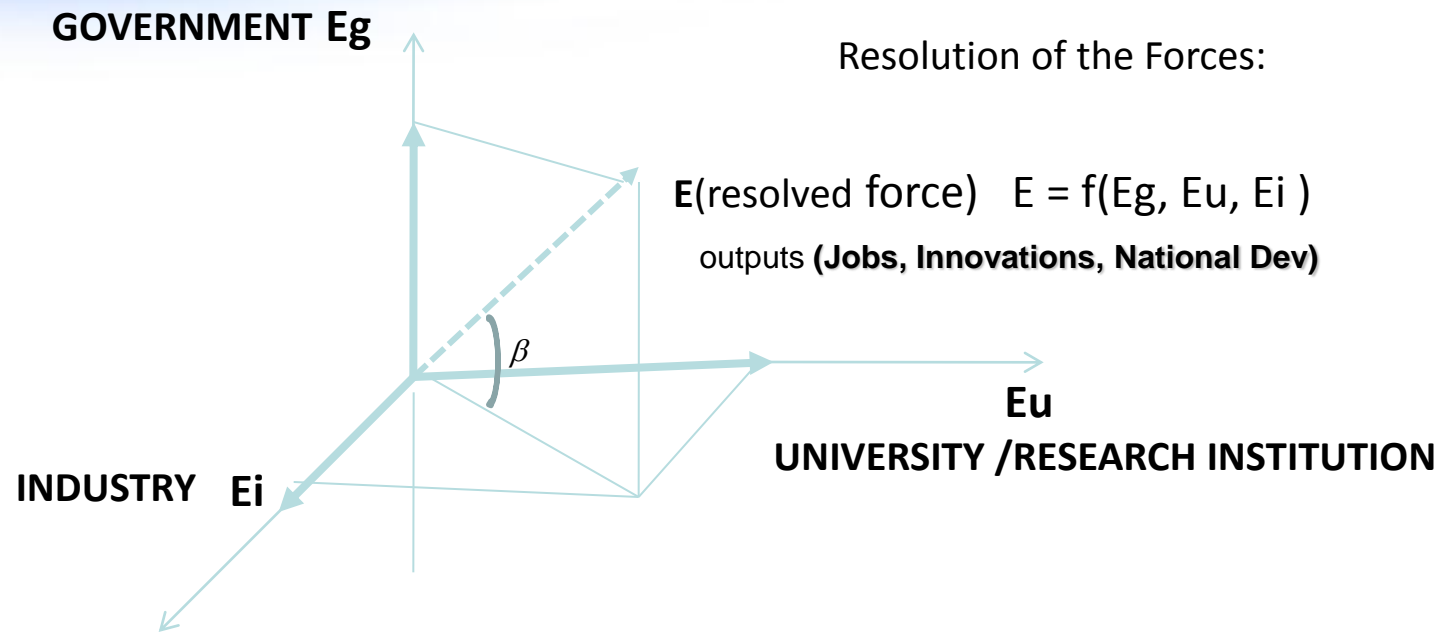 GOVERNMENT Eg
Resolution of the Forces:
E(resolved force) E = f(Eg, Eu, Ei )
outputs (Jobs, Innovations, National Dev)
β
Eu
UNIVERSITY /RESEARCH INSTITUTION
INDUSTRY Ei